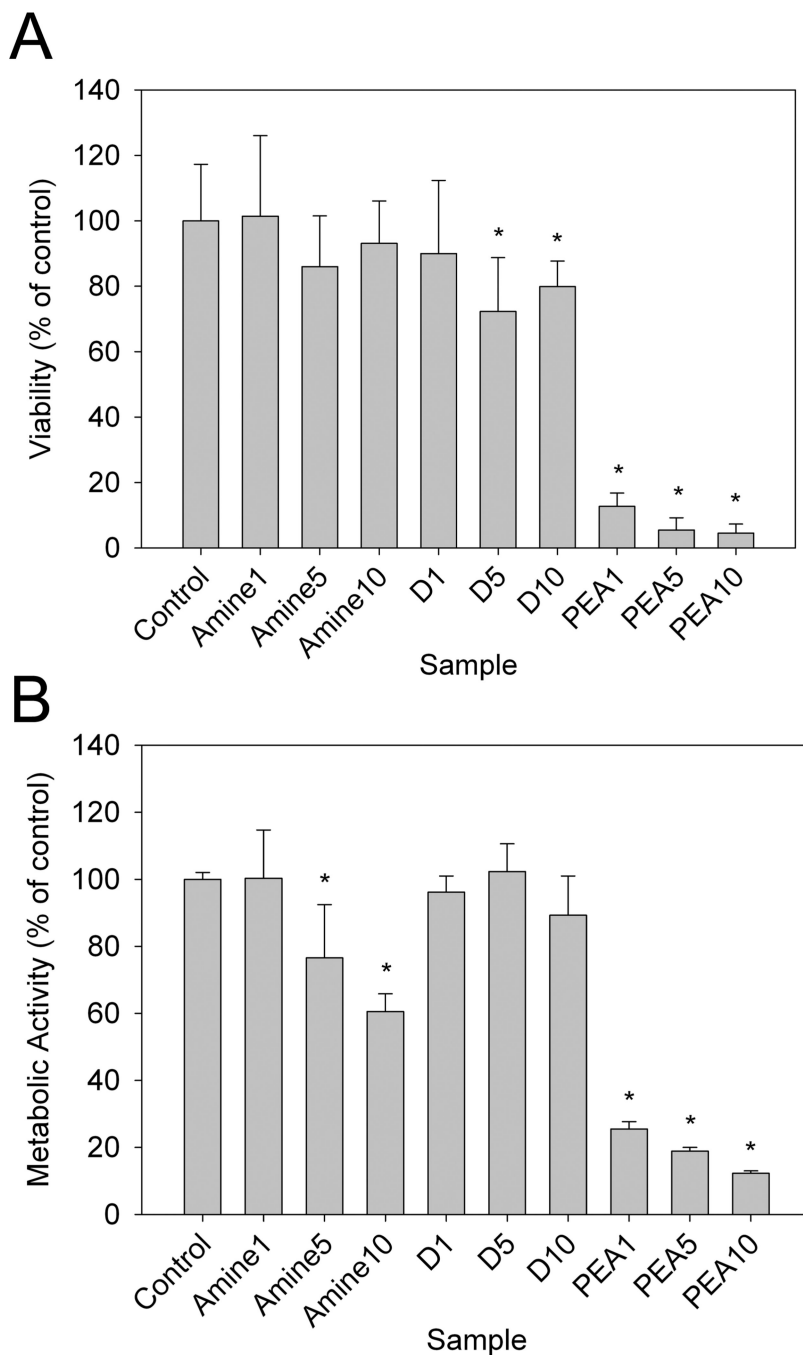 A
Viability (% of control)
140
120
100
80
60
40
20
0
* * * * *
Control Amine1 Amine5 Amine10 D1 D5 D10 PEA1 PEA5 PEA10
Sample
B
Metabolic Activity (% of control)
140
120
100
80
60
40
20
0
* * * * *
Control Amine1 Amine5 Amine10 D1 D5 D10 PEA1 PEA5 PEA10
Sample